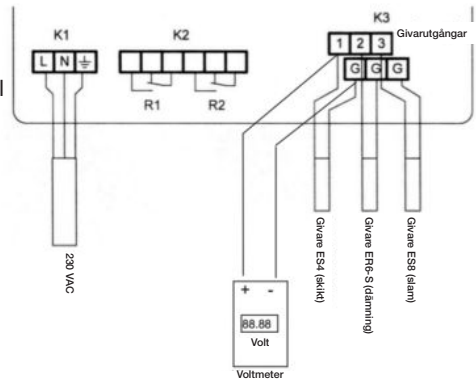 K1
K2
K3
Givarutgångar
L N
1 2 3
G G G
R1
R2
230 VAC
Givare ES4 (skikt)
Givare ER6-S (dämning)
Givare ES8 (slam)
+ -
88.88
Volt
Voltmeter